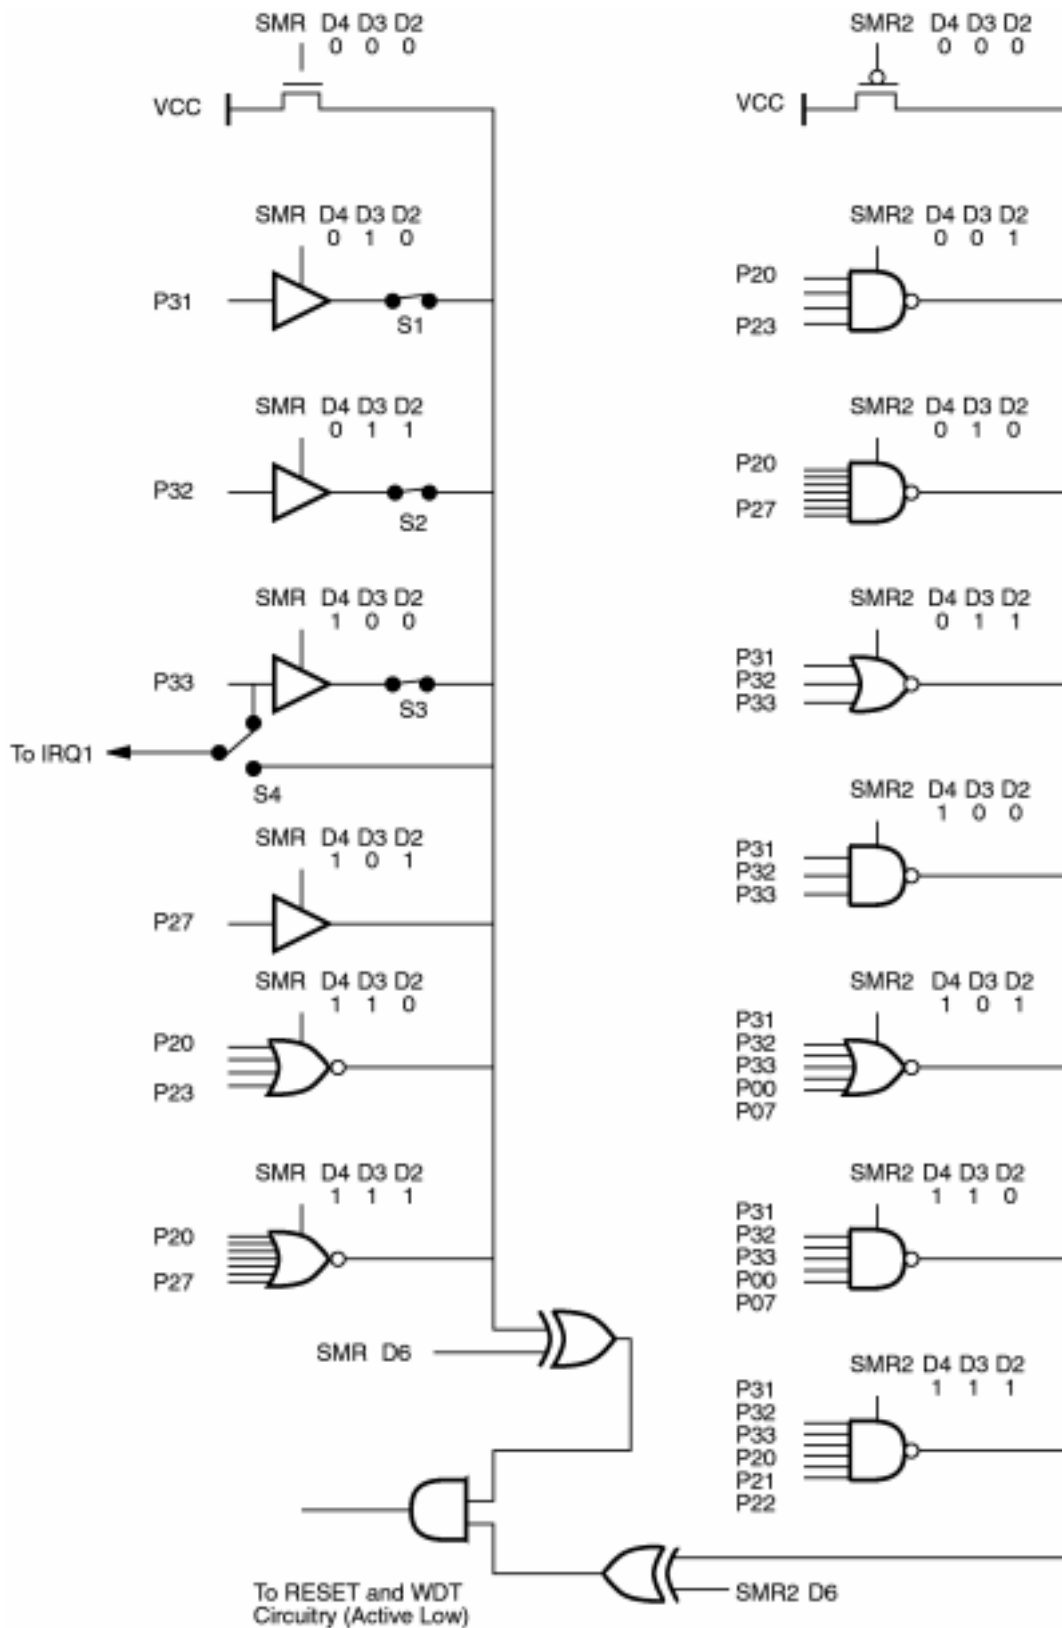 SMR D4 D3 D2
0 0 0
VCC
SMR D4 D3 D2
0 1 0
P31
S1
SMR D4 D3 D2
0 1 1
P32
S2
SMR D4 D3 D2
1 0 0
P33
S3
To IRQ1
S4
SMR D4 D3 D2
1 0 1
P27
SMR D4 D3 D2
1 1 0
P20
P23
SMR D4 D3 D2
1 1 1
P20
P27
SMR D6
To RESET and WDT
Circuitry (Active Low)
SMR2 D4 D3 D2
0 0 0
VCC
SMR2 D4 D3 D2
0 0 1
P20
P23
SMR2 D4 D3 D2
0 1 0
P20
P27
SMR2 D4 D3 D2
0 1 1
P31
P32
P33
SMR2 D4 D3 D2
1 0 0
P31
P32
P33
SMR2 D4 D3 D2
1 0 1
P31
P32
P33
P00
P07
SMR2 D4 D3 D2
1 1 0
P31
P32
P33
P00
P07
SMR2 D4 D3 D2
1 1 1
P31
P32
P33
P20
P21
P22
SMR2 D6